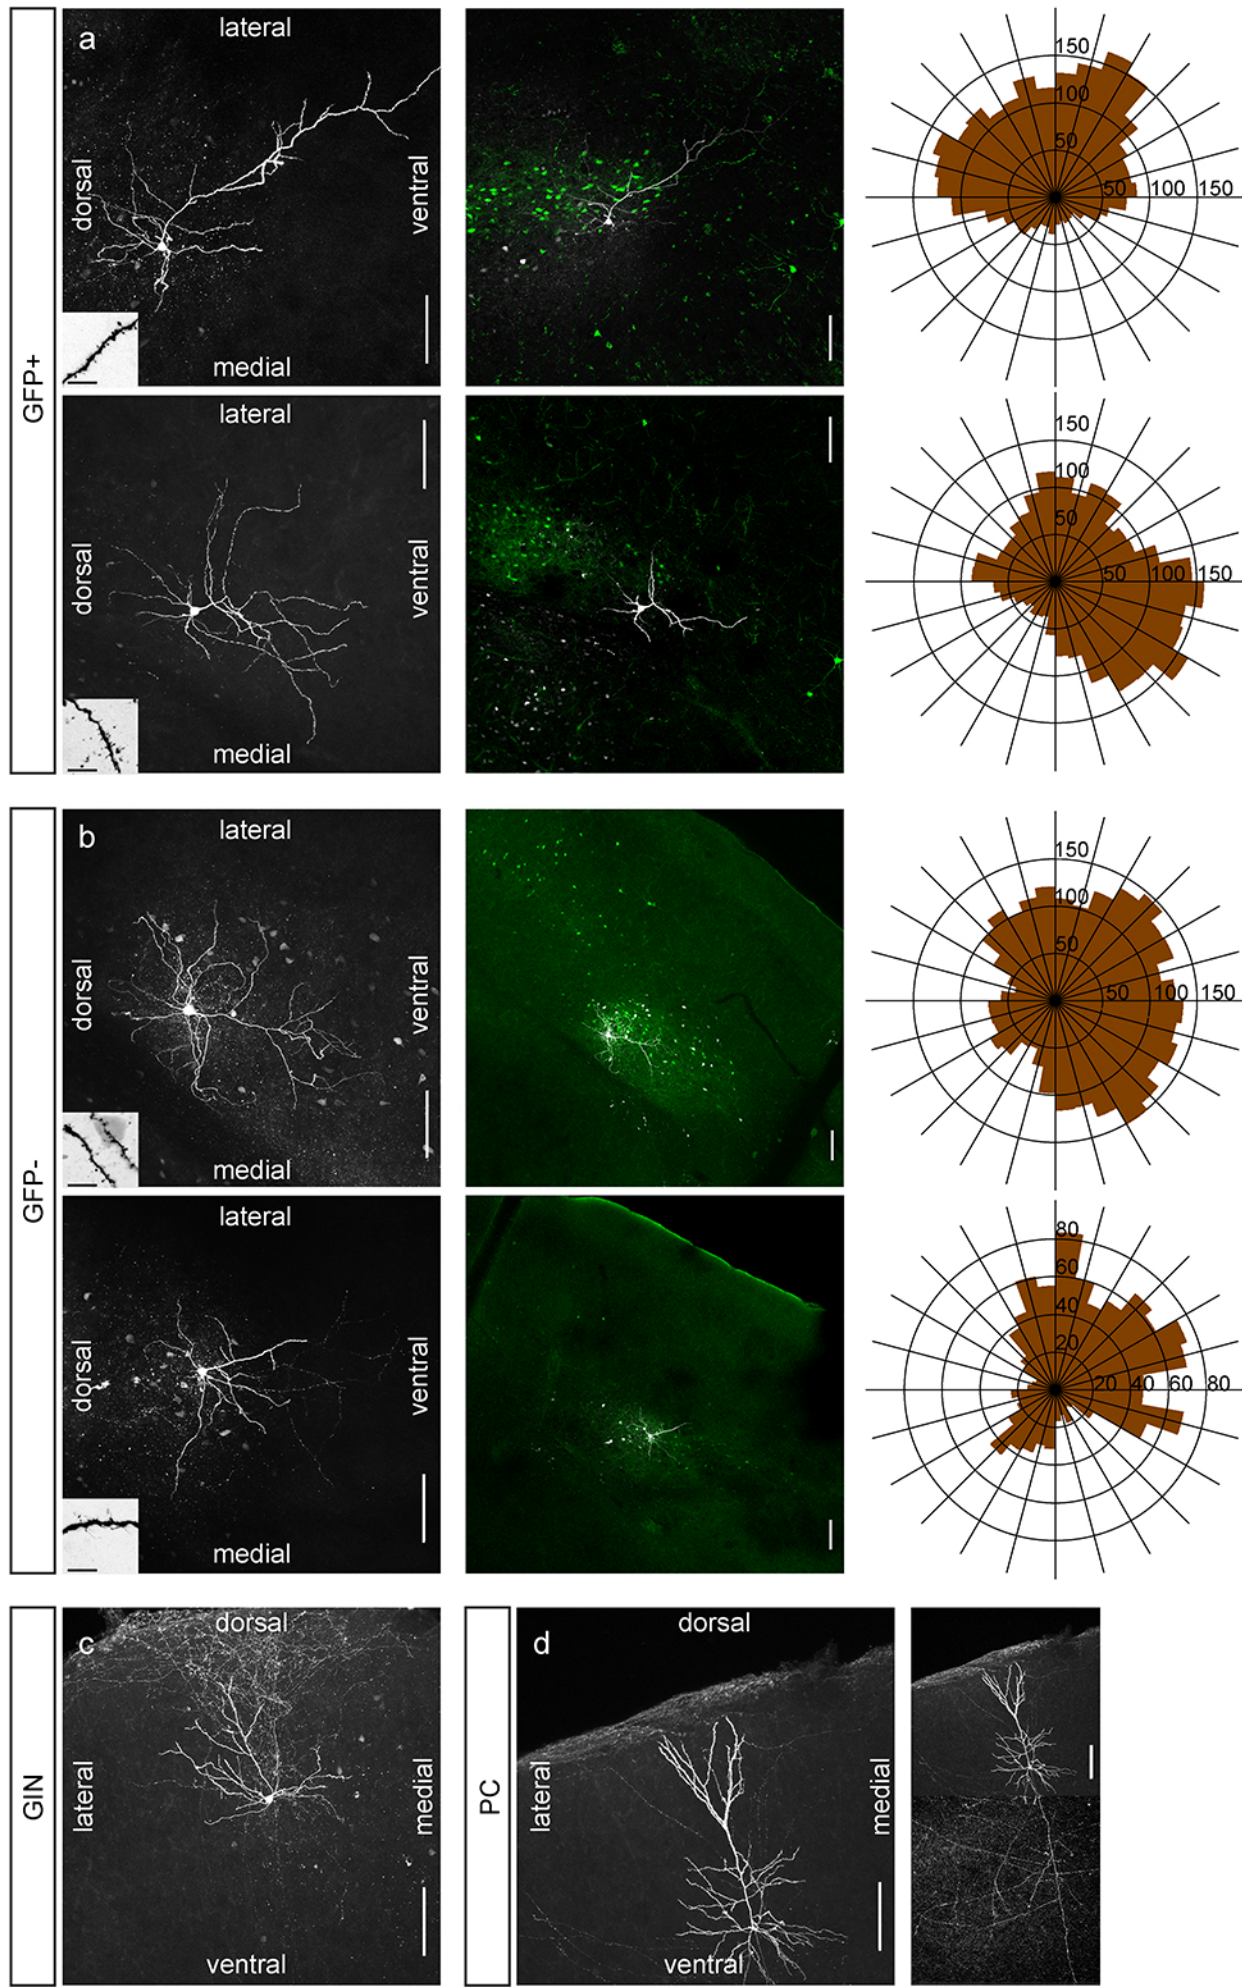 GFP+
a
lateral
dorsal
ventral
medial
150
100
50
50 100 150
lateral
dorsal
ventral
medial
150
100
50
50 100 150
GFP-
b
lateral
dorsal
ventral
medial
150
100
50
50 100 150
lateral
dorsal
ventral
medial
80
60
40
20
20 40 60 80
GIN
c
dorsal
lateral
medial
ventral
PC
d
dorsal
lateral
medial
ventral